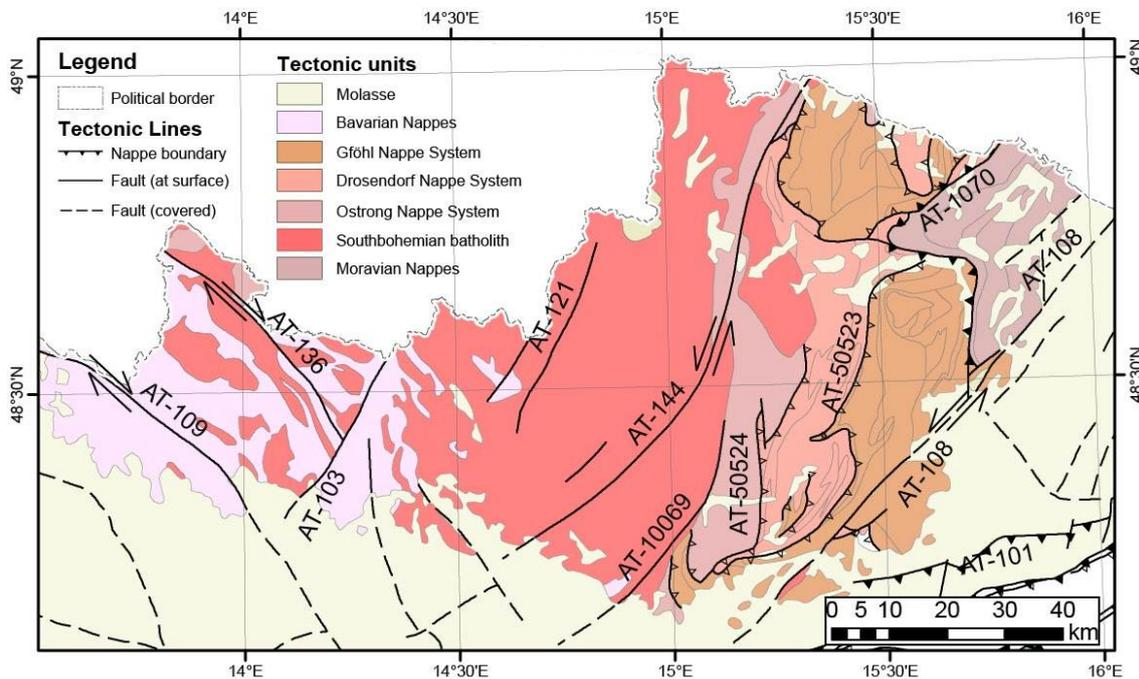 14°E
14°30'E
15°E
15°30'E
16°E
49°N
49°N
Legend
Political border
Tectonic Lines
Nappe boundary
Fault (at surface)
Fault (covered)
Tectonic units
Molasse
Bavarian Nappes
Gföhl Nappe System
Drosendorf Nappe System
Ostrong Nappe System
Southbohemian batholith
Moravian Nappes
AT-1070
AT-108
AT-121
AT-136
AT-50523
48°30'N
48°30'N
AT-109
AT-144
AT-103
AT-50524
AT-108
AT-10069
AT-101
0 5 10 20 30 40
km
14°E
14°30'E
15°E
15°30'E
16°E